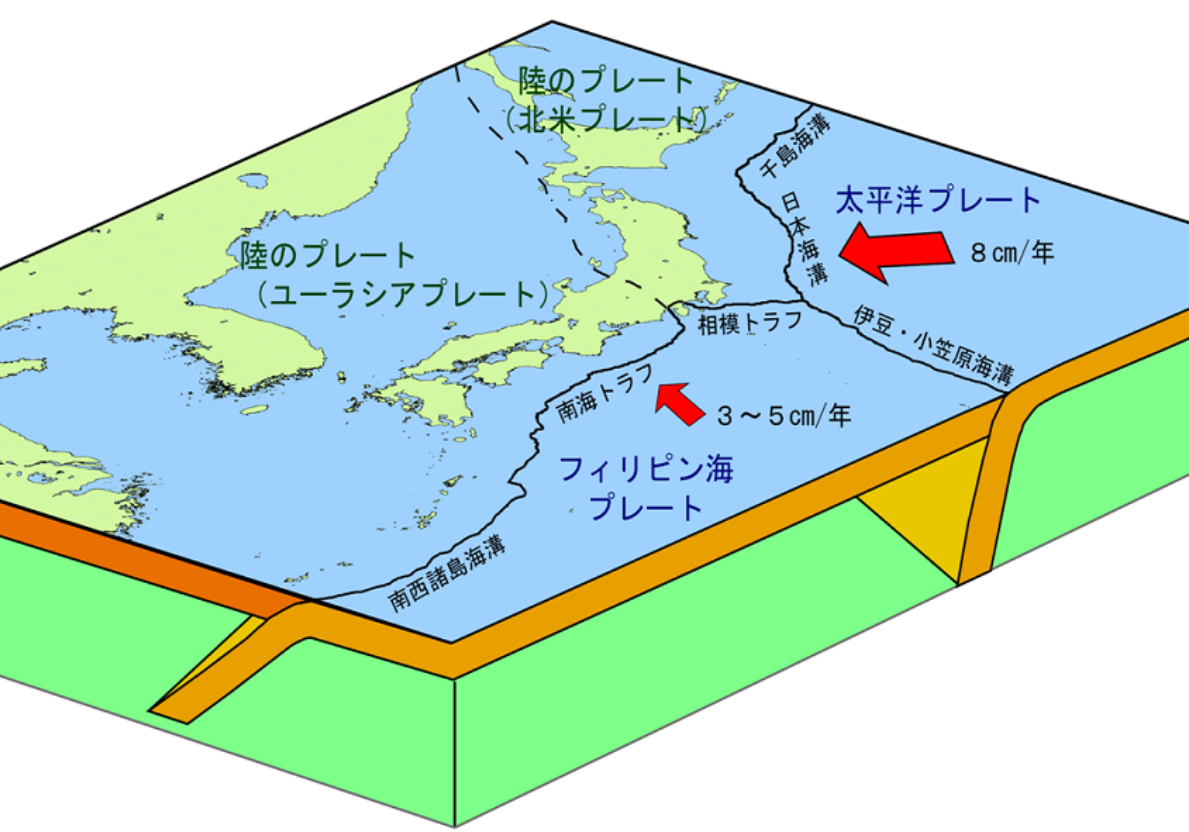 陸のプレート
（北米プレート）
千島海溝
日本海溝
太平洋プレート
８㎝/年
陸のプレート
（ユーラシアプレート）
相模トラフ
伊豆・小笠原海溝
南海トラフ
３～５㎝/年
フィリピン海
プレート
南西諸島海溝